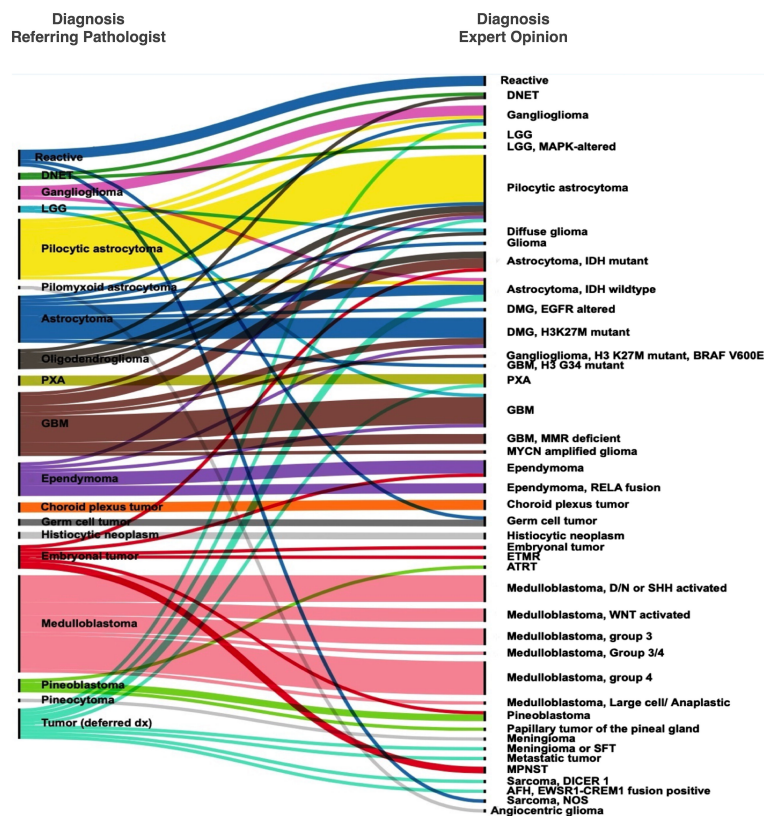 Diagnosis
Referring Pathologist
Diagnosis
Expert Opinion
Reactive
DNET
Ganglioglioma
LGG
Pilocytic astrocytoma
Pilomyxoid astrocytoma
Astrocytoma
Oligodendroglioma
PXA
GBM
Ependymoma
Choroid plexus tumor
Germ cell tumor
Histiocytic neoplasm
Embryonal tumor
Medulloblastoma
Pineoblastoma
Pineocytoma
Tumor (deferred dx)
Reactive
DNET
Ganglioglioma
LGG
LGG, MAPK-altered
Pilocytic astrocytoma
Diffuse glioma
Glioma
Astrocytoma, IDH mutant
Astrocytoma, IDH wildtype
DMG, EGFR altered
DMG, H3K27M mutant
Ganglioglioma, H3 K27M mutant, BRAF V600E
GBM, H3 G34 mutant
PXA
GBM
GBM, MMR deficient
MYCN amplified glioma
Ependymoma
Ependymoma, RELA fusion
Choroid plexus tumor
Germ cell tumor
Histiocytic neoplasm
Embryonal tumor
ETMR
ATRT
Medulloblastoma, D/N or SHH activated
Medulloblastoma, WNT activated
Medulloblastoma, group 3
Medulloblastoma, Group 3/4
Medulloblastoma, group 4
Medulloblastoma, Large cell/ Anaplastic
Pineoblastoma
Papillary tumor of the pineal gland
Meningioma
Meningioma or SFT
Metastatic tumor
MPNST
Sarcoma, DICER 1
AFH, EWSR1-CREM1 fusion positive
Sarcoma, NOS
Angiocentric glioma